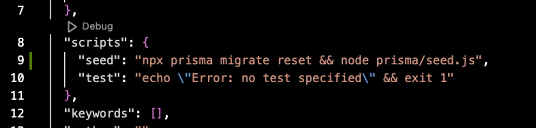 7 },
Debug
8 "scripts": {
9 "seed": "npx prisma migrate reset && node prisma/seed.js",
10 "test": "echo \"Error: no test specified\" && exit 1"
11 },
12 "keywords": [],